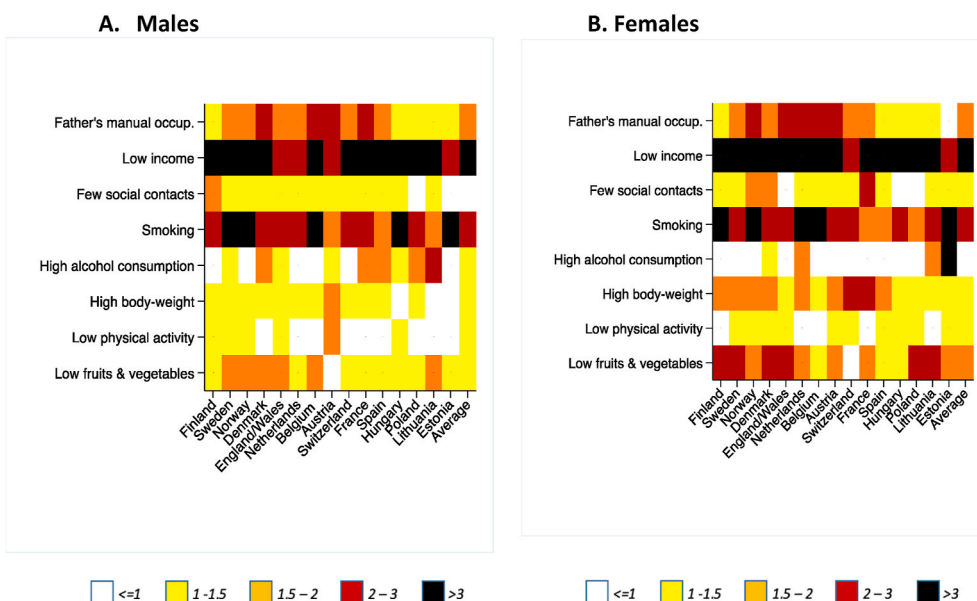 A. Males
Father's manual occup.
Low income
Few social contacts
Smoking
High alcohol consumption
High body-weight
Low physical activity
Low fruits & vegetables
Finland
Sweden
Norway
Denmark
England/Wales
Netherlands
Belgium
Austria
Switzerland
France
Spain
Hungary
Poland
Lithuania
Estonia
Average
<=1
1 -1.5
1.5 – 2
2 – 3
>3
B. Females
Father's manual occup.
Low income
Few social contacts
Smoking
High alcohol consumption
High body-weight
Low physical activity
Low fruits & vegetables
Finland
Sweden
Norway
Denmark
England/Wales
Netherlands
Belgium
Austria
Switzerland
France
Spain
Hungary
Poland
Lithuania
Estonia
Average
<=1
1 -1.5
1.5 – 2
2 – 3
>3